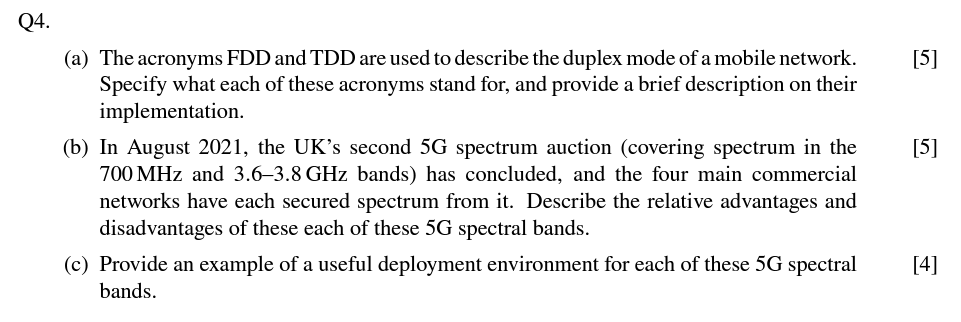 Q4.
(a) The acronyms FDD and TDD are used to describe the duplex mode of a mobile network. [5]
Specify what each of these acronyms stand for, and provide a brief description on their
implementation.
(b) In August 2021, the UK's second 5G spectrum auction (covering spectrum in the [5]
700 MHz and 3.6–3.8 GHz bands) has concluded, and the four main commercial
networks have each secured spectrum from it. Describe the relative advantages and
disadvantages of these each of these 5G spectral bands.
(c) Provide an example of a useful deployment environment for each of these 5G spectral [4]
bands.